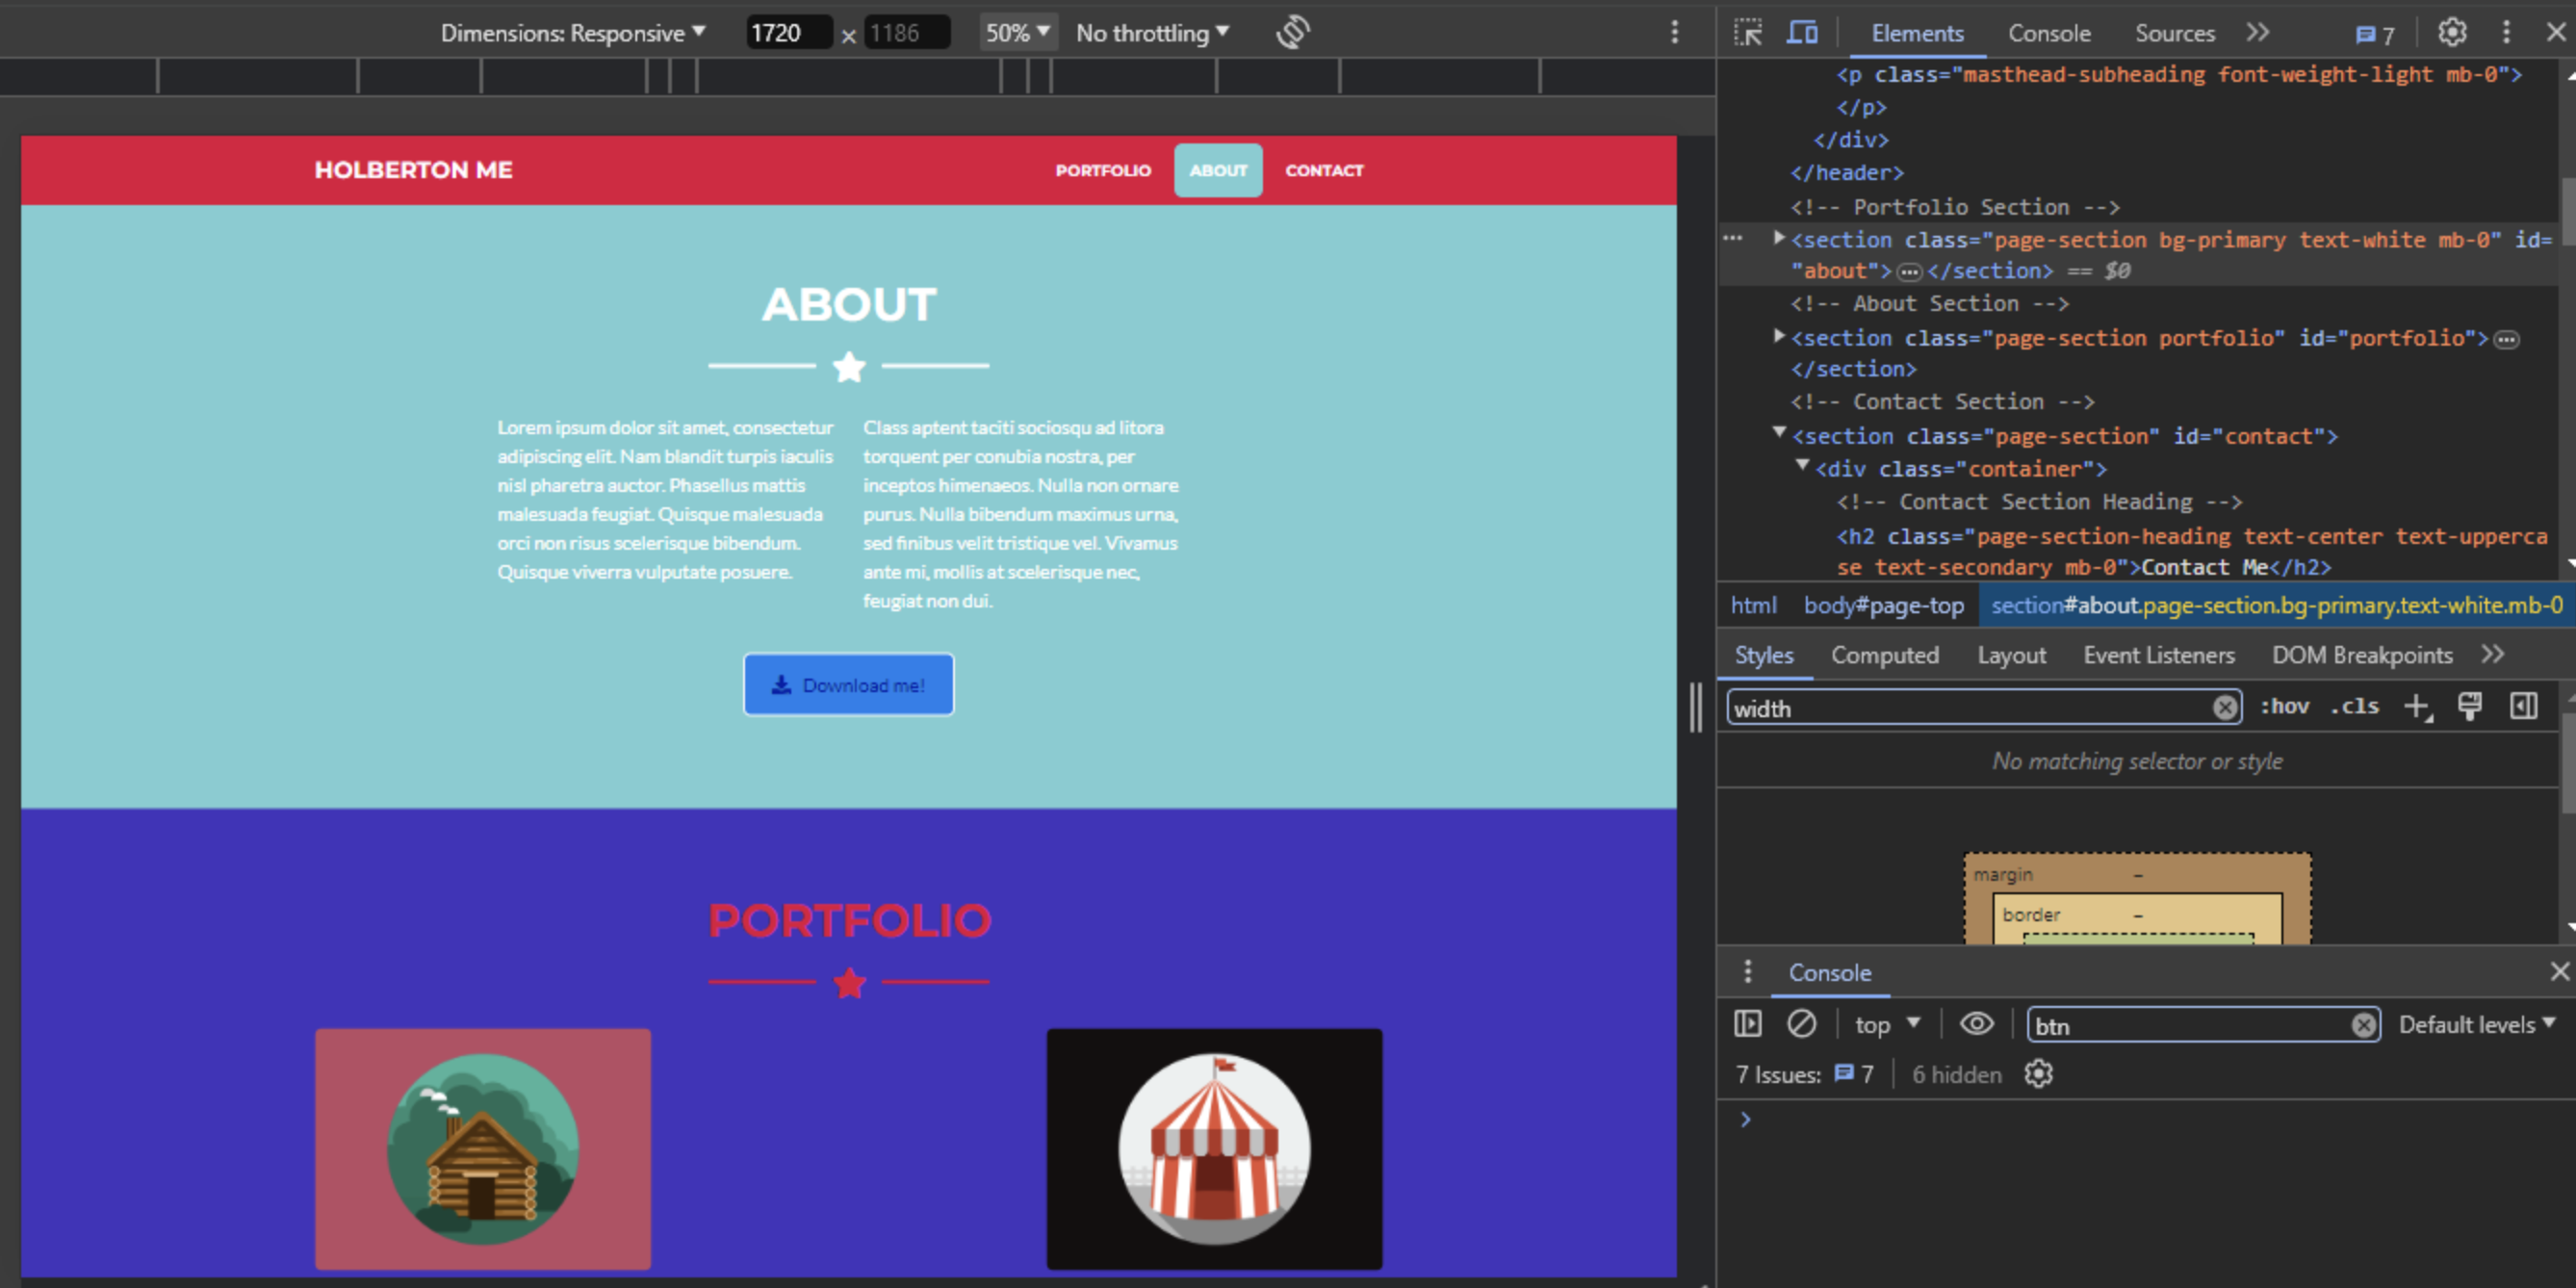 Dimensions: Responsive 1720 × 1186 50% No throttling
HOLBERTON ME PORTFOLIO ABOUT CONTACT
ABOUT
Lorem ipsum dolor sit amet, consectetur
adipiscing elit. Nam blandit turpis iaculis
nisl pharetra auctor. Phasellus mattis
malesuada feugiat. Quisque malesuada
orci non risus scelerisque bibendum.
Quisque viverra vulputate posuere.
Class aptent taciti sociosqu ad litora
torquent per conubia nostra, per
inceptos himenaeos. Nulla non ornare
purus. Nulla bibendum maximus urna,
sed finibus velit tristique vel. Vivamus
ante mi, mollis at scelerisque nec,
feugiat non dui.
Download me!
PORTFOLIO
Elements Console Sources 7
<p class="masthead-subheading font-weight-light mb-0">
</p>
</div>
</header>
<!-- Portfolio Section -->
<section class="page-section bg-primary text-white mb-0" id=
"about">…</section> == $0
<!-- About Section -->
<section class="page-section portfolio" id="portfolio">…
</section>
<!-- Contact Section -->
<section class="page-section" id="contact">
<div class="container">
<!-- Contact Section Heading -->
<h2 class="page-section-heading text-center text-upperca
se text-secondary mb-0">Contact Me</h2>
html body#page-top section#about.page-section.bg-primary.text-white.mb-0
Styles Computed Layout Event Listeners DOM Breakpoints
width :hov .cls
No matching selector or style
margin –
border –
Console
top btn Default levels
7 Issues: 7 6 hidden